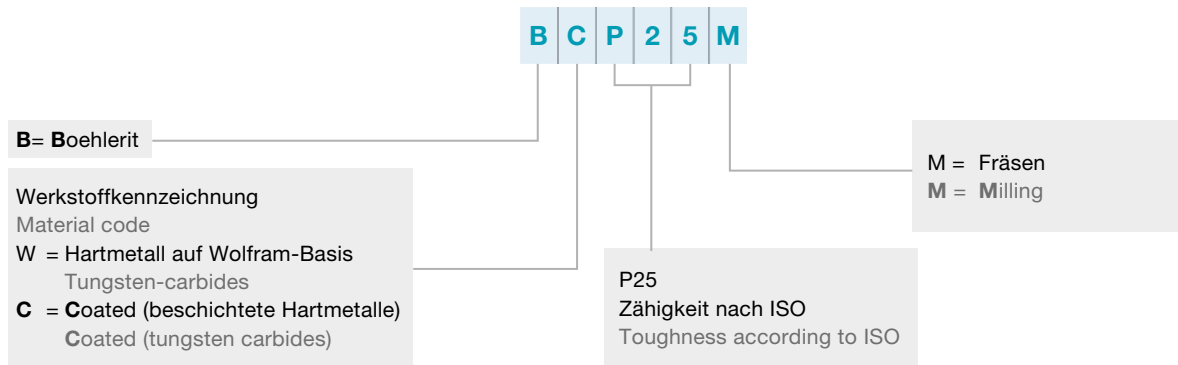 B C P 2 5 M
B= Boehlerit
Werkstoffkennzeichnung
Material code
W = Hartmetall auf Wolfram-Basis
Tungsten-carbides
C = Coated (beschichtete Hartmetalle)
Coated (tungsten carbides)
P25
Zähigkeit nach ISO
Toughness according to ISO
M = Fräsen
M = Milling